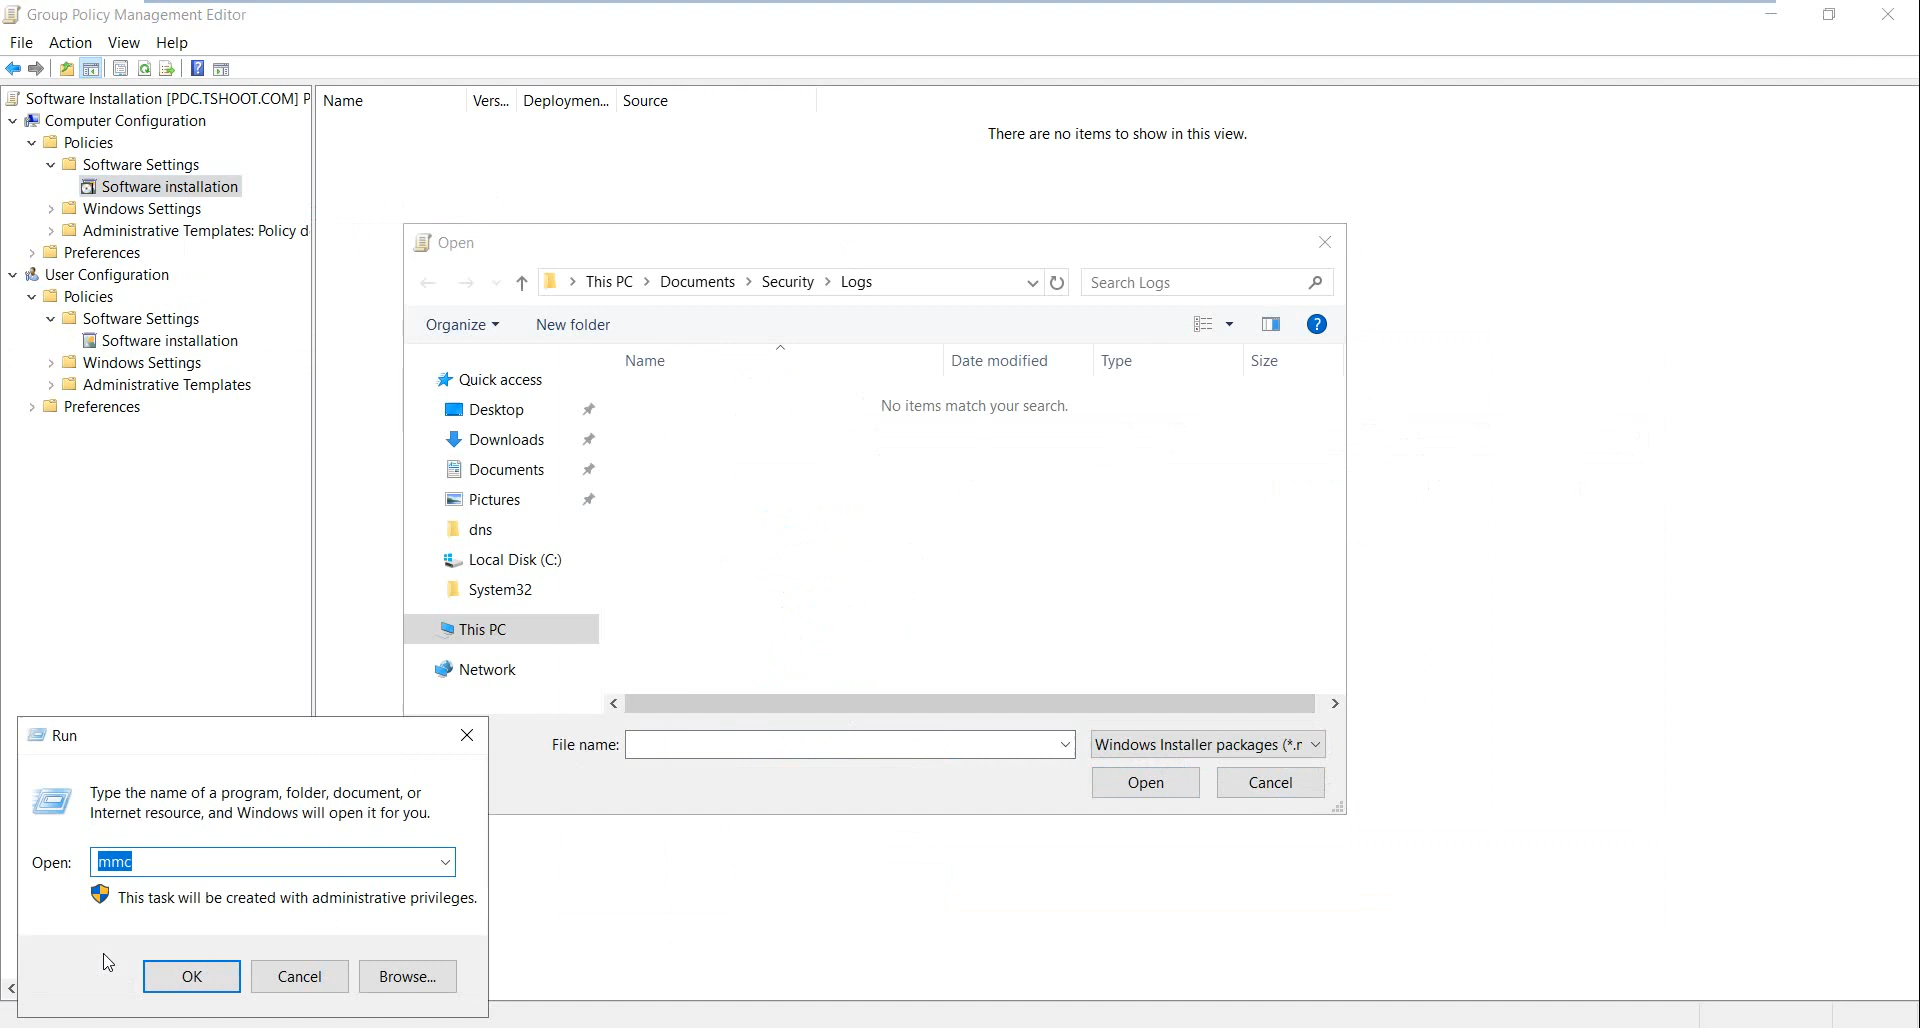 Group Policy Management Editor
File Action View Help
Software Installation [PDC.TSHOOT.COM] P
Computer Configuration
Policies
Software Settings
Software installation
Windows Settings
Administrative Templates: Policy d
Preferences
User Configuration
Policies
Software Settings
Software installation
Windows Settings
Administrative Templates
Preferences
Name Vers... Deploymen... Source
There are no items to show in this view.
Open
This PC > Documents > Security > Logs
Search Logs
Organize New folder
?
Name Date modified Type Size
No items match your search.
Quick access
Desktop
Downloads
Documents
Pictures
dns
Local Disk (C:)
System32
This PC
Network
File name:
Windows Installer packages (*.r
Open Cancel
Run
Type the name of a program, folder, document, or
Internet resource, and Windows will open it for you.
Open: mmc
This task will be created with administrative privileges.
OK Cancel Browse...